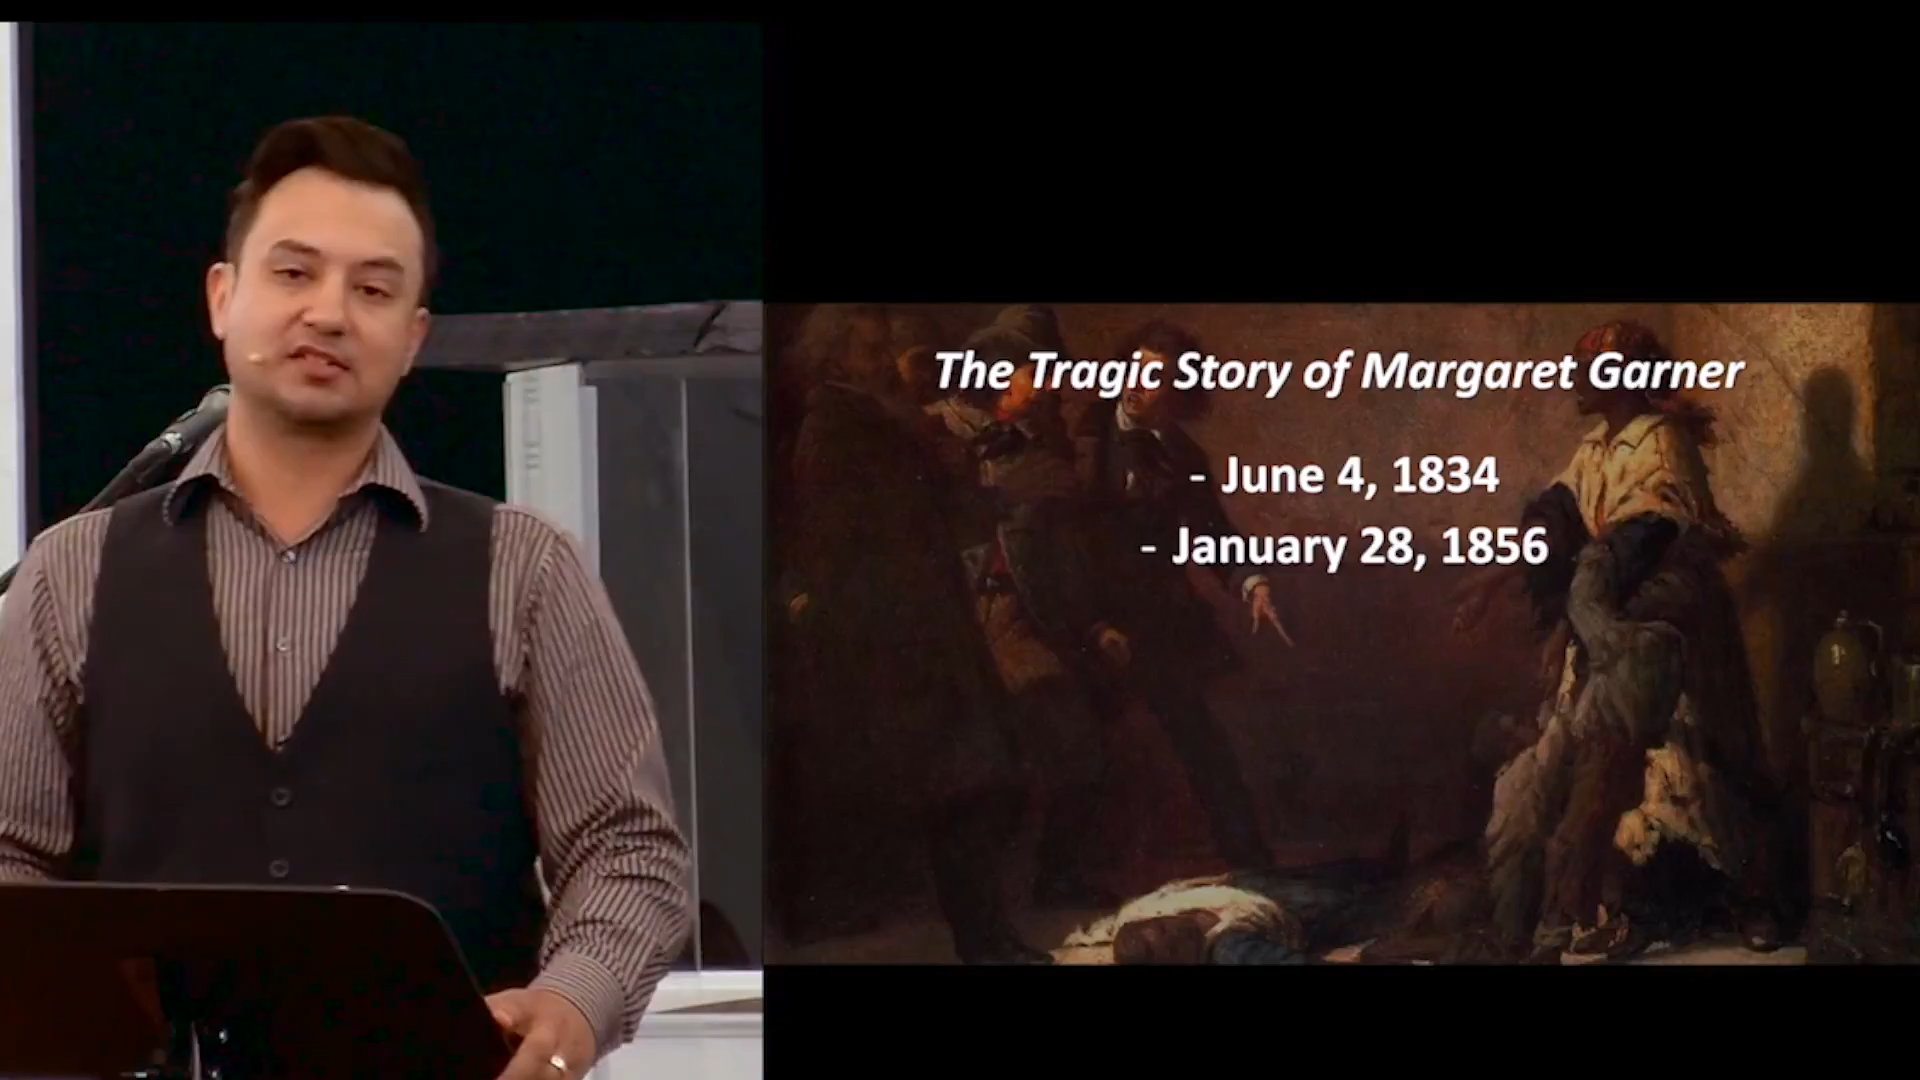 The Tragic Story of Margaret Garner
- June 4, 1834
- January 28, 1856